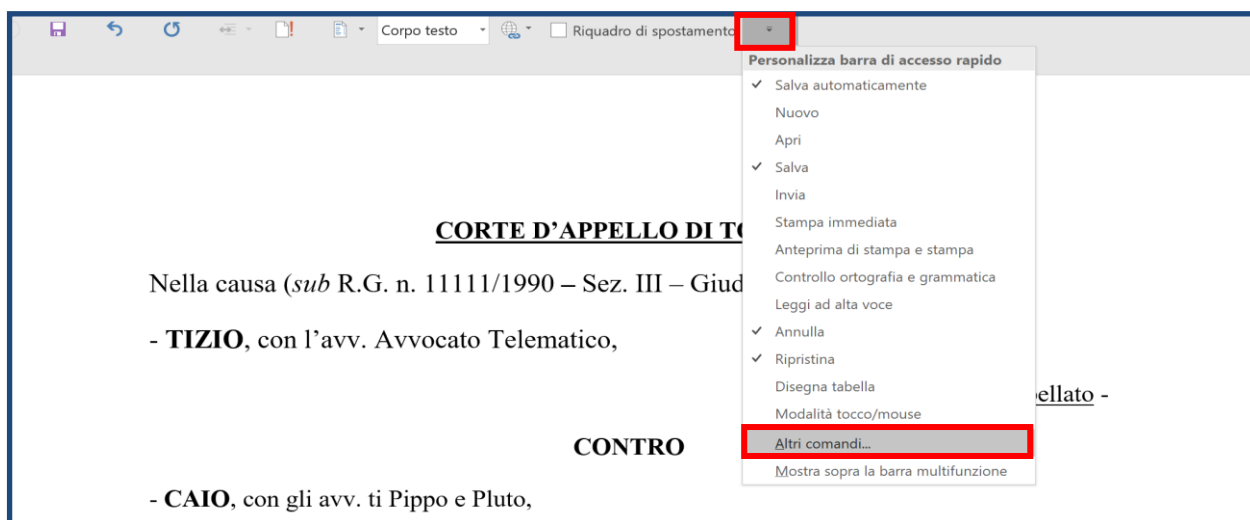 Corpo testo Riquadro di spostamento
Personalizza barra di accesso rapido
Salva automaticamente
Nuovo
Apri
Salva
Invia
Stampa immediata
Anteprima di stampa e stampa
Controllo ortografia e grammatica
Leggi ad alta voce
Annulla
Ripristina
Disegna tabella
Modalità tocco/mouse
Altri comandi...
Mostra sopra la barra multifunzione
CORTE D’APPELLO DI TO
Nella causa (sub R.G. n. 11111/1990 – Sez. III – Giud
- TIZIO, con l’avv. Avvocato Telematico,
ellato -
CONTRO
- CAIO, con gli avv. ti Pippo e Pluto,